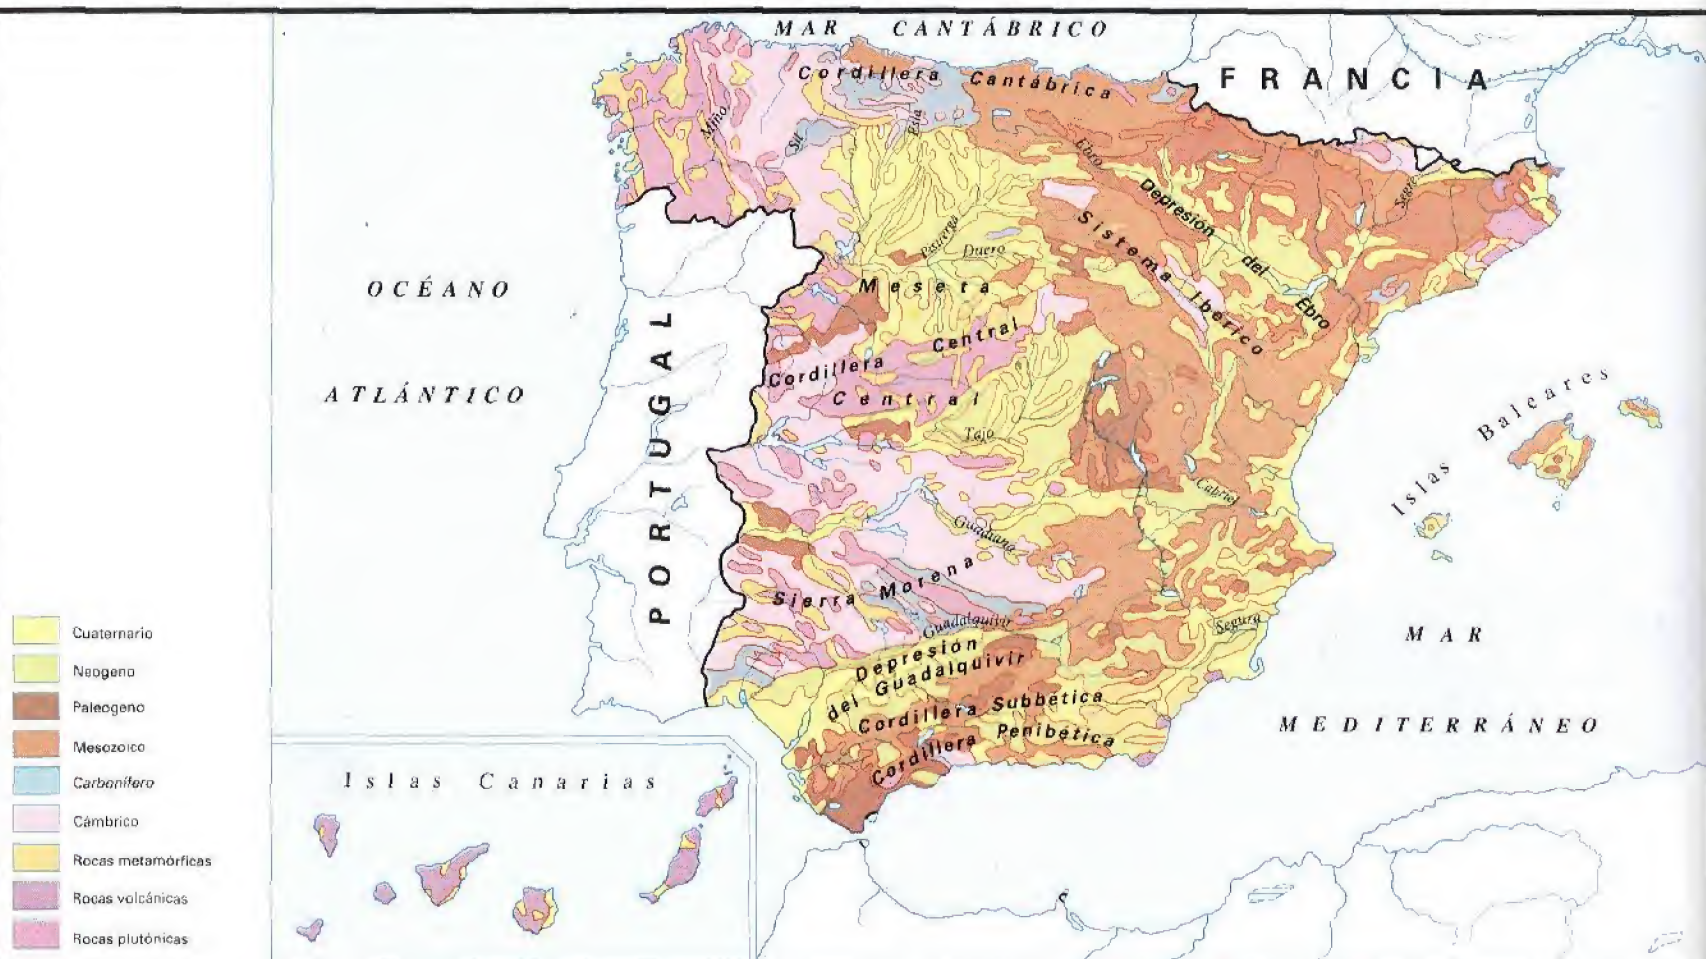 MAR CANTÁBRICO
Cordillera Cantábrica
FRANCIA
Miño
Sil
Esla
Ebro
Segre
Depresión
del
Ebro
Sistema Ibérico
Pisuerga
Duero
OCÉANO
ATLÁNTICO
PORTUGAL
Meseta
Central
Cordillera
Central
Tajo
Islas Baleares
Cabriel
Guadiana
Sierra Morena
Guadalquivir
Segura
Depresión
del Guadalquivir
Cordillera Subbética
Cordillera Penibética
MAR
MEDITERRÁNEO
Islas Canarias
Cuaternario
Neogeno
Paleogeno
Mesozoico
Carbonífero
Cámbrico
Rocas metamórficas
Rocas volcánicas
Rocas plutónicas